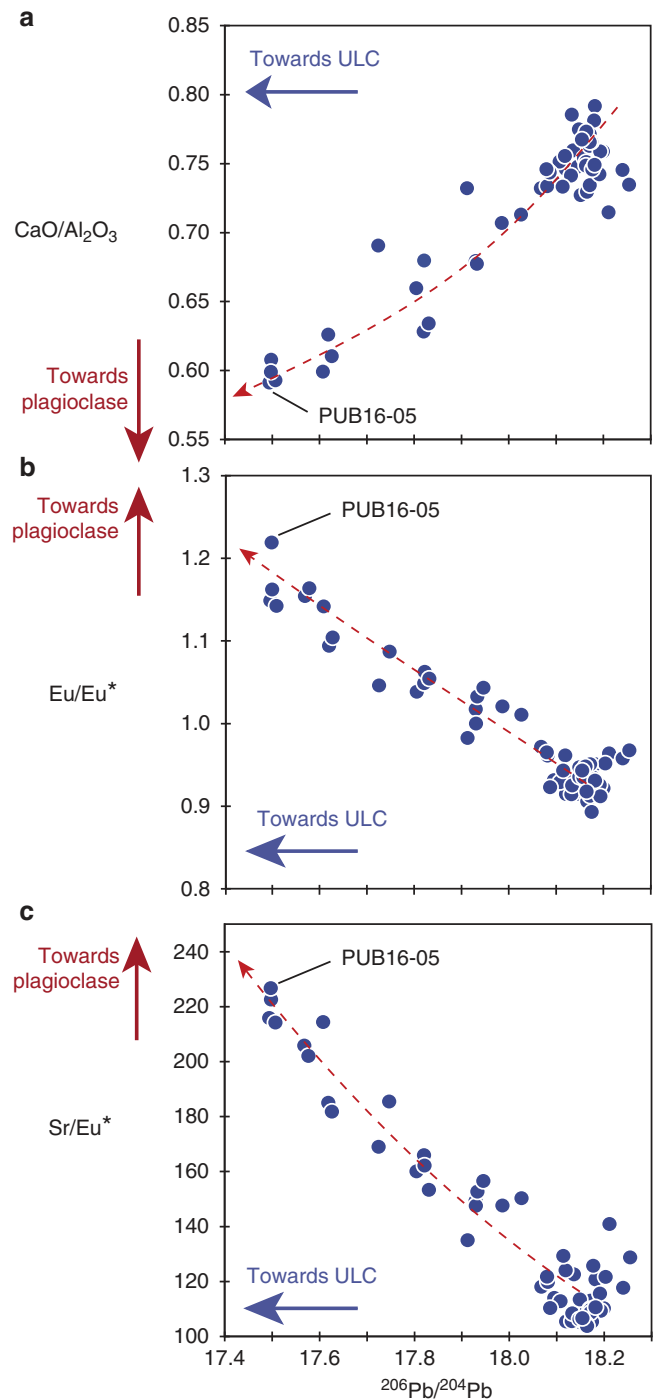 a
0.85
Towards ULC
0.80
0.75
CaO/Al₂O₃
0.70
0.65
Towards
plagioclase
0.60
PUB16-05
0.55
b
1.3
Towards
plagioclase
PUB16-05
1.2
1.1
Eu/Eu*
1.0
0.9
Towards ULC
0.8
c
240
Towards
plagioclase
PUB16-05
220
200
180
Sr/Eu*
160
140
Towards ULC
120
100
17.4 17.6 17.8 18.0 18.2
²⁰⁶Pb/²⁰⁴Pb